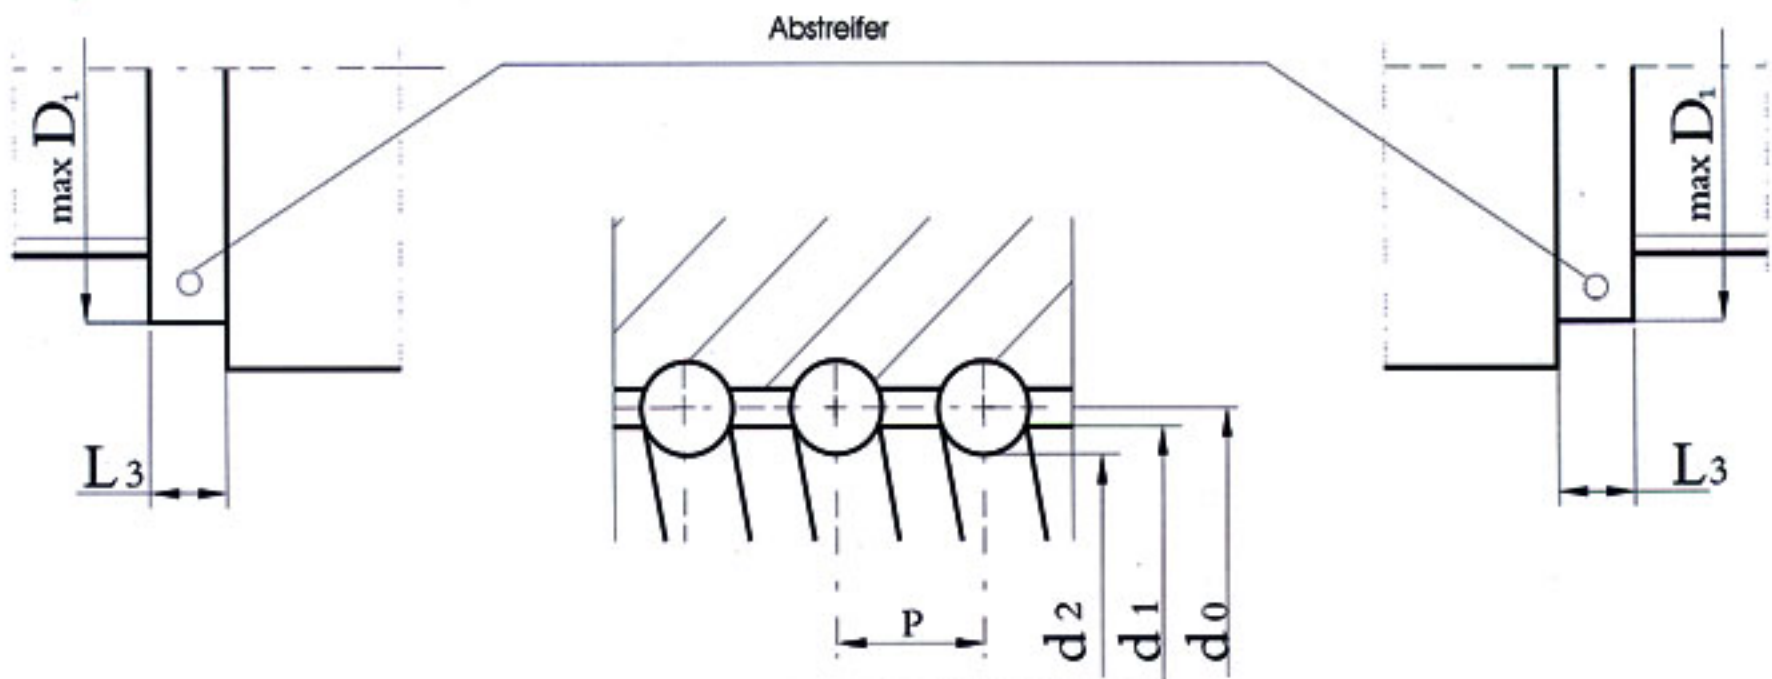 Abstreifer
max D1
max D1
L3
L3
P
d2
d1
d0